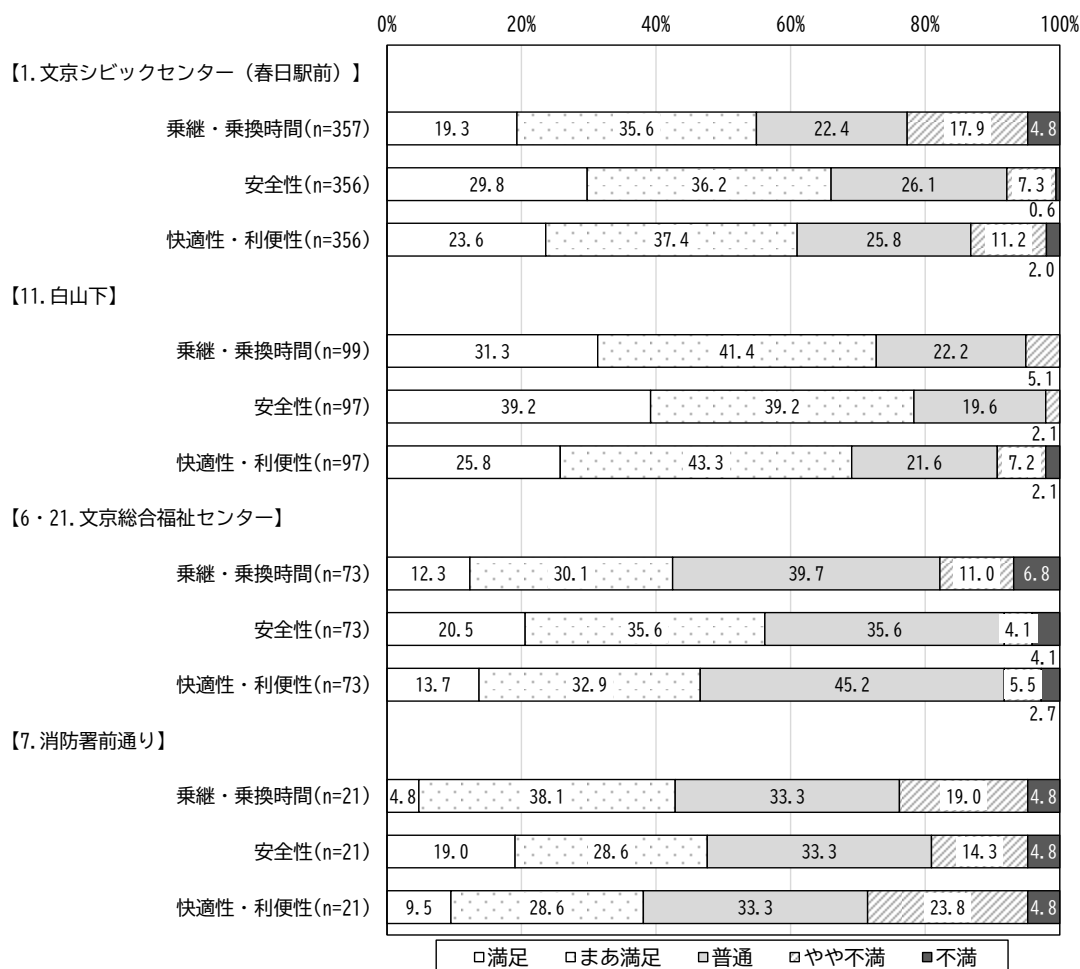 0% 20% 40% 60% 80% 100%
【1.文京シビックセンター（春日駅前）】
乗継・乗換時間(n=357) 19.3 35.6 22.4 17.9 4.8
安全性(n=356) 29.8 36.2 26.1 7.3
0.6
快適性・利便性(n=356) 23.6 37.4 25.8 11.2
2.0
【11.白山下】
乗継・乗換時間(n=99) 31.3 41.4 22.2
5.1
安全性(n=97) 39.2 39.2 19.6
2.1
快適性・利便性(n=97) 25.8 43.3 21.6 7.2
2.1
【6・21.文京総合福祉センター】
乗継・乗換時間(n=73) 12.3 30.1 39.7 11.0 6.8
安全性(n=73) 20.5 35.6 35.6 4.1
4.1
快適性・利便性(n=73) 13.7 32.9 45.2 5.5
2.7
【7.消防署前通り】
乗継・乗換時間(n=21) 4.8 38.1 33.3 19.0 4.8
安全性(n=21) 19.0 28.6 33.3 14.3 4.8
快適性・利便性(n=21) 9.5 28.6 33.3 23.8 4.8
満足 まあ満足 普通 やや不満 不満